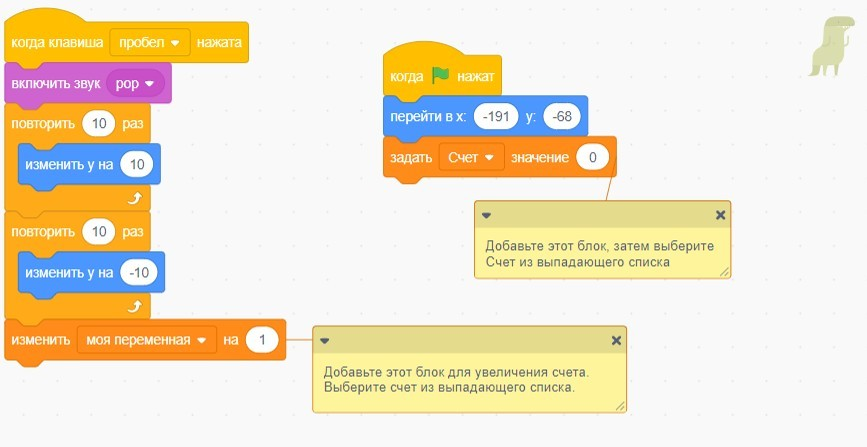 когда клавиша пробел нажата
включить звук pop
повторить 10 раз
изменить y на 10
повторить 10 раз
изменить y на -10
изменить моя переменная на 1
когда нажат
перейти в x: -191 y: -68
задать Счет значение 0
Добавьте этот блок, затем выберите
Счет из выпадающего списка
Добавьте этот блок для увеличения счета.
Выберите счет из выпадающего списка.